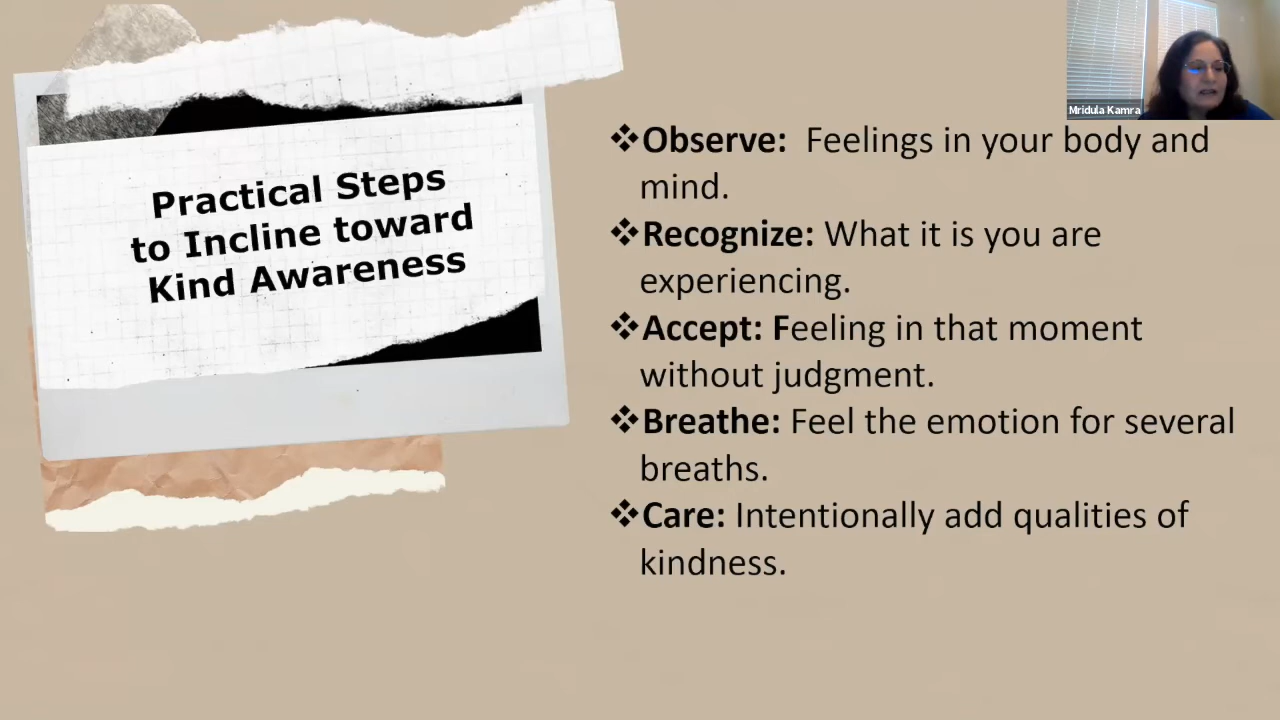 Practical Steps
to Incline toward
Kind Awareness
Mridula Kamra
❖Observe:  Feelings in your body and
mind.
❖Recognize: What it is you are
experiencing.
❖Accept: Feeling in that moment
without judgment.
❖Breathe: Feel the emotion for several
breaths.
❖Care: Intentionally add qualities of
kindness.